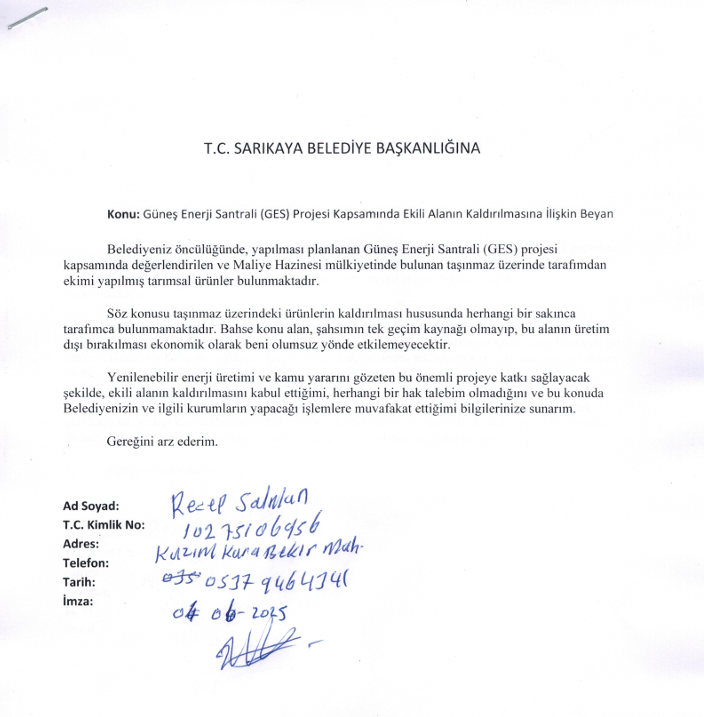 T.C. SARIKAYA BELEDİYE BAŞKANLIĞINA
Konu: Güneş Enerji Santrali (GES) Projesi Kapsamında Ekili Alanın Kaldırılmasına İlişkin Beyan
Belediyeniz öncülüğünde, yapılması planlanan Güneş Enerji Santrali (GES) projesi
kapsamında değerlendirilen ve Maliye Hazinesi mülkiyetinde bulunan taşınmaz üzerinde tarafımdan
ekimi yapılmış tarımsal ürünler bulunmaktadır.
Söz konusu taşınmaz üzerindeki ürünlerin kaldırılması hususunda herhangi bir sakınca
tarafımca bulunmamaktadır. Bahse konu alan, şahsımın tek geçim kaynağı olmayıp, bu alanın üretim
dışı bırakılması ekonomik olarak beni olumsuz yönde etkilemeyecektir.
Yenilenebilir enerji üretimi ve kamu yararını gözeten bu önemli projeye katkı sağlayacak
şekilde, ekili alanın kaldırılmasını kabul ettiğimi, herhangi bir hak talebim olmadığını ve bu konuda
Belediyenizin ve ilgili kurumların yapacağı işlemlere muvafakat ettiğimi bilgilerinize sunarım.
Gereğini arz ederim.
Ad Soyad: Recep
T.C. Kimlik No: 10275106956
Adres: Kazım Karabekir Mah.
Telefon: 0537 9464341
Tarih: 04 06-2025
İmza: